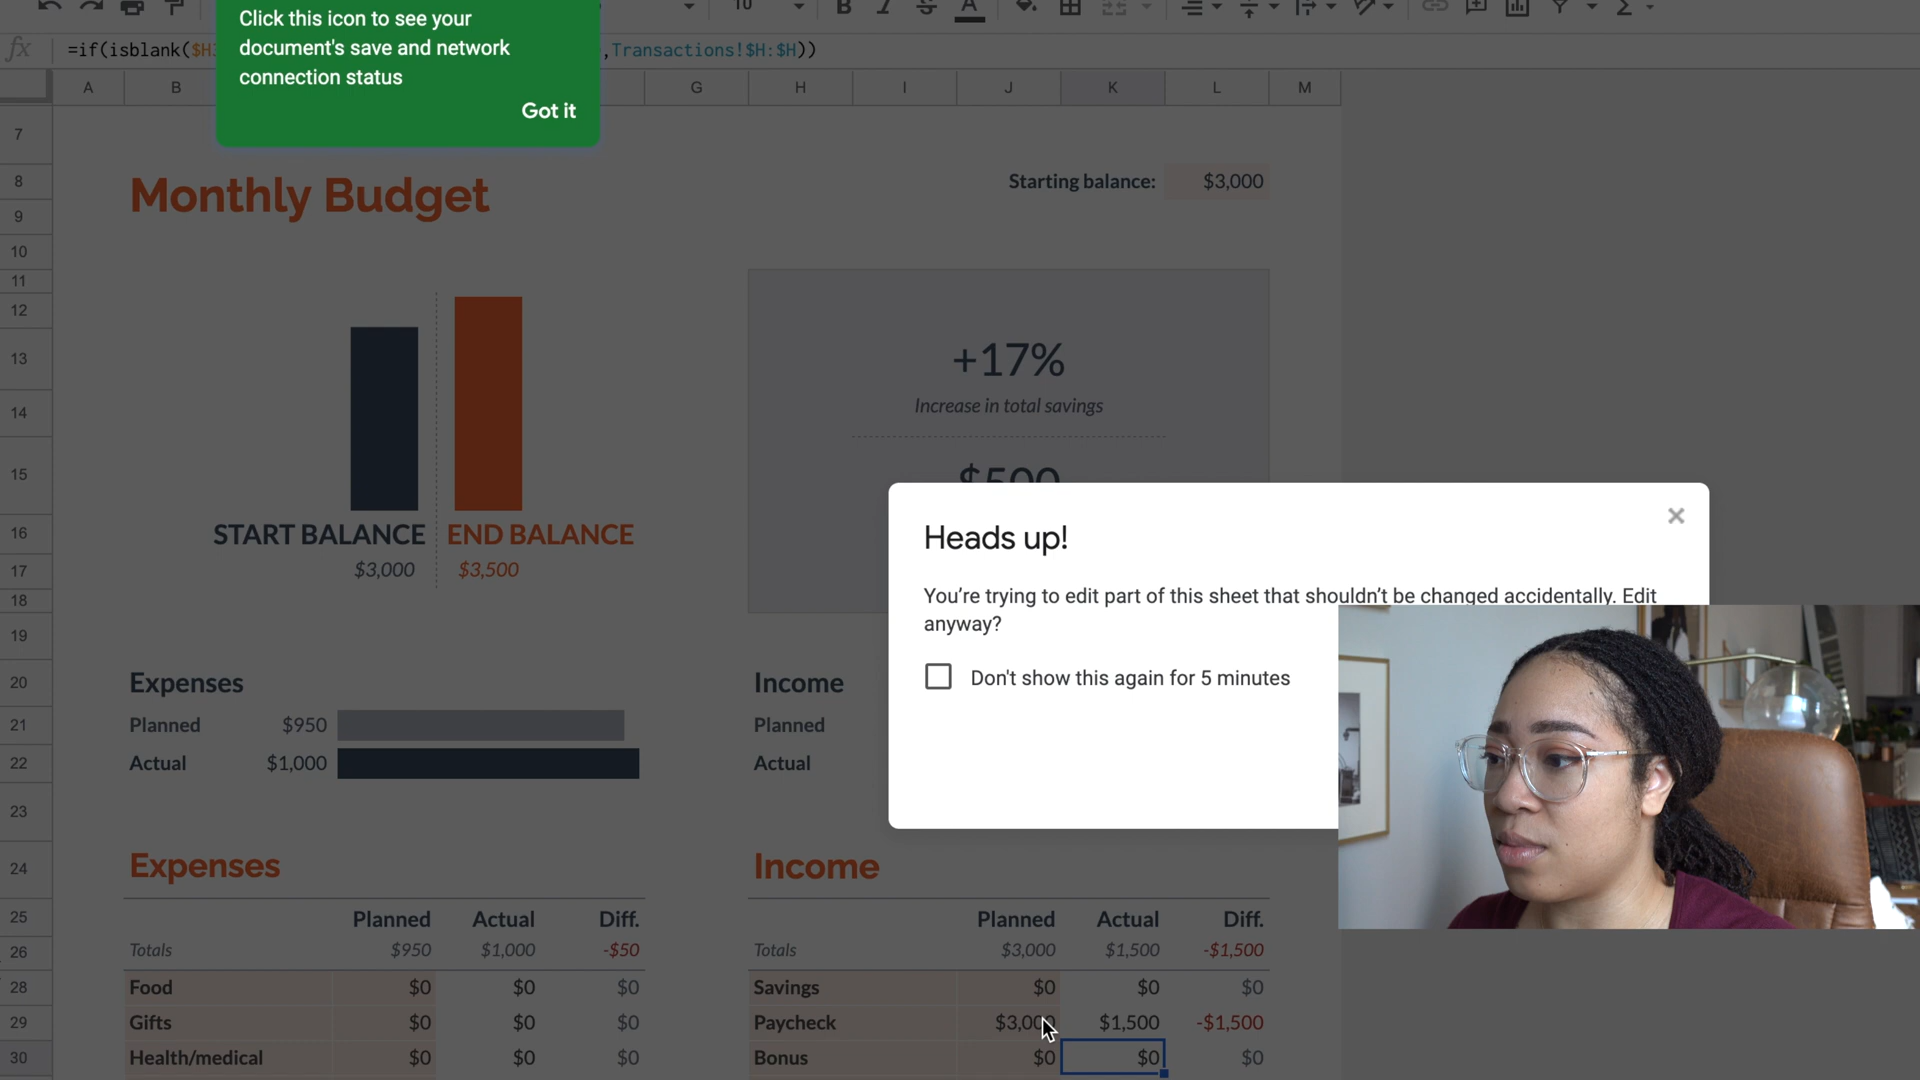 Click this icon to see your
document's save and network
connection status
Got it
10
=if(isblank($H
,Transactions!$H:$H))
A B G H I J K L M
7
8
9
10
11
12
13
14
15
16
17
18
19
20
21
22
23
24
25
26
28
29
30
Monthly Budget
Starting balance: $3,000
+17%
Increase in total savings
$500
START BALANCE END BALANCE
$3,000 $3,500
Heads up!
You're trying to edit part of this sheet that shouldn't be changed accidentally. Edit
anyway?
Don't show this again for 5 minutes
Expenses
Planned $950
Actual $1,000
Income
Planned
Actual
Expenses
Planned Actual Diff.
Totals $950 $1,000 -$50
Food $0 $0 $0
Gifts $0 $0 $0
Health/medical $0 $0 $0
Income
Planned Actual Diff.
Totals $3,000 $1,500 -$1,500
Savings $0 $0 $0
Paycheck $3,000 $1,500 -$1,500
Bonus $0 $0 $0